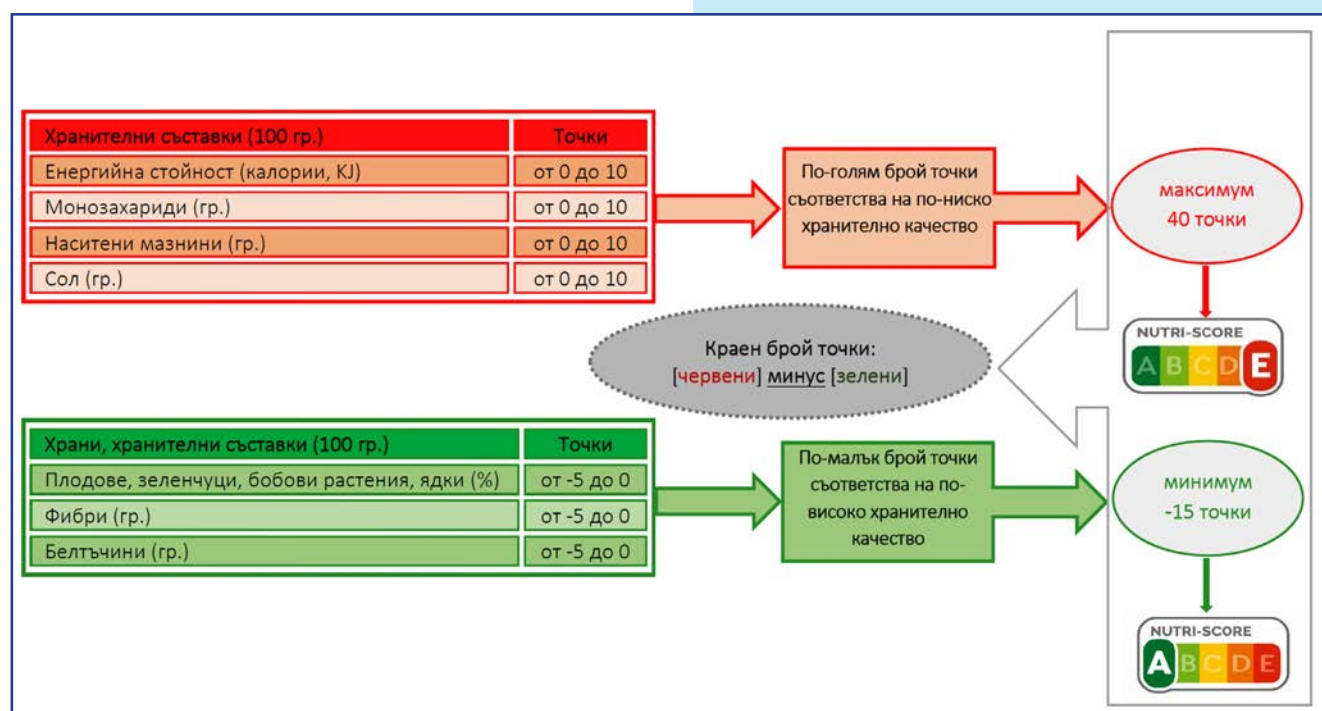 Хранителни съставки (100 гр.) Точки
Енергийна стойност (калории, KJ) от 0 до 10
Монозахариди (гр.) от 0 до 10
Наситени мазнини (гр.) от 0 до 10
Сол (гр.) от 0 до 10
По-голям брой точки
съответства на по-ниско
хранително качество
максимум
40 точки
NUTRI-SCORE
A B C D E
Краен брой точки:
[червени] минус [зелени]
Храни, хранителни съставки (100 гр.) Точки
Плодове, зеленчуци, бобови растения, ядки (%) от -5 до 0
Фибри (гр.) от -5 до 0
Белтъчини (гр.) от -5 до 0
По-малък брой точки
съответства на по-
високо хранително
качество
минимум
-15 точки
NUTRI-SCORE
A B C D E